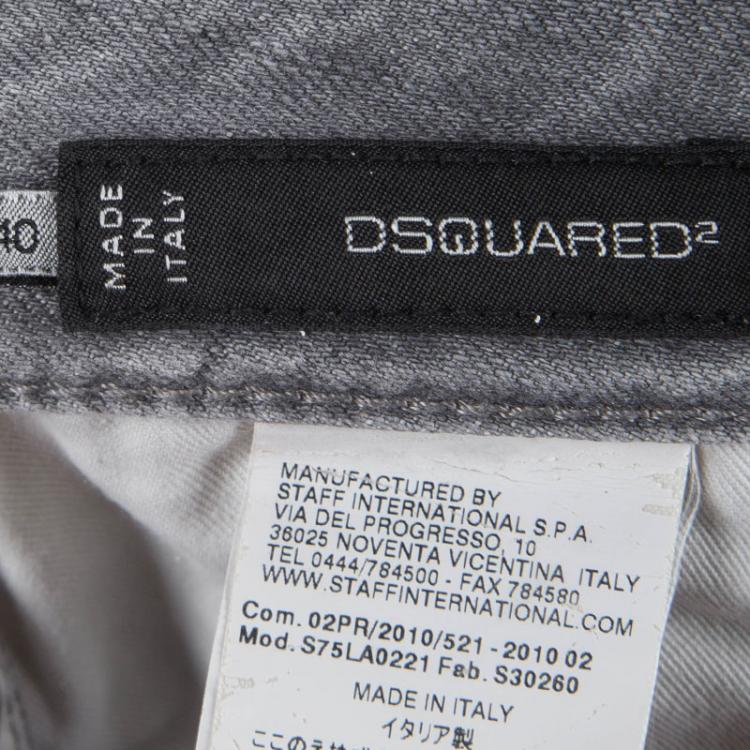 40
MADE
IN
ITALY
DSQUARED²
MANUFACTURED BY
STAFF INTERNATIONAL S.P.A.
VIA DEL PROGRESSO, 10
36025 NOVENTA VICENTINA ITALY
TEL 0444/784500 - FAX 784580
WWW.STAFFINTERNATIONAL.COM
Com. 02PR/2010/521 - 2010 02
Mod. S75LA0221 Fab. S30260
MADE IN ITALY
イタリア製